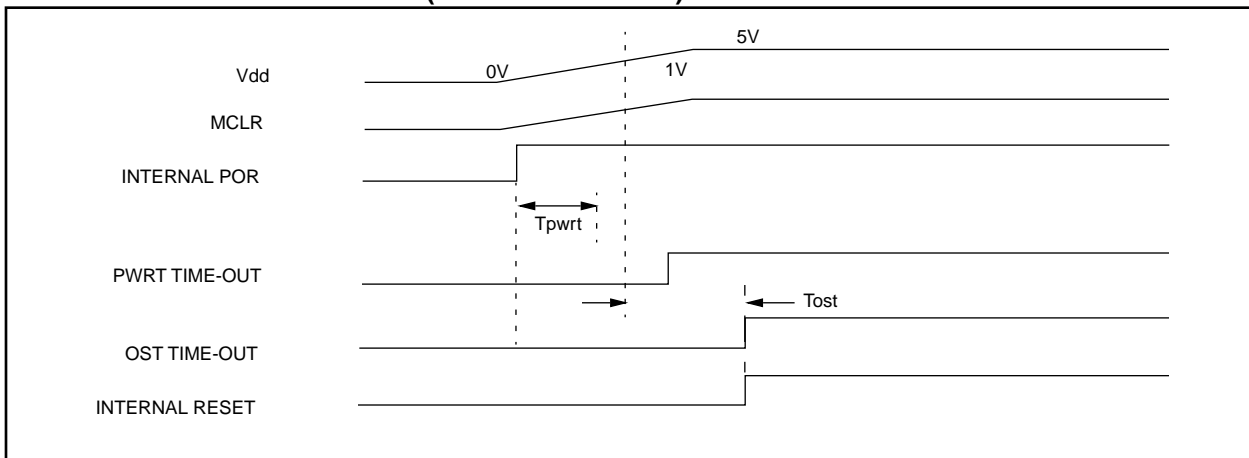 5V
0V
1V
Vdd
MCLR
INTERNAL POR
Tpwrt
PWRT TIME-OUT
Tost
OST TIME-OUT
INTERNAL RESET